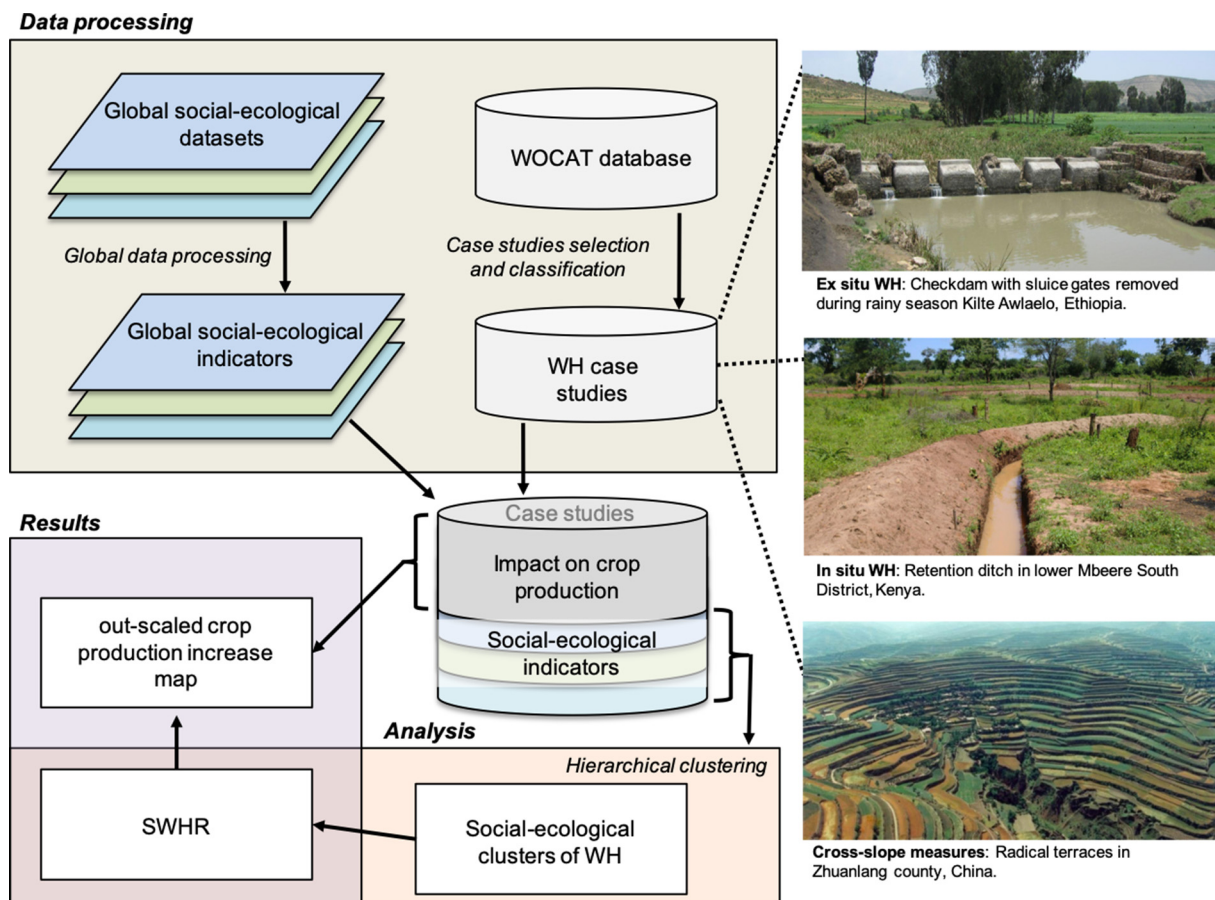 Data processing
Global social-ecological
datasets
WOCAT database
Global data processing
Case studies selection
and classification
Global social-ecological
indicators
WH case
studies
Ex situ WH: Checkdam with sluice gates removed
during rainy season Kilte Awlaelo, Ethiopia.
In situ WH: Retention ditch in lower Mbeere South
District, Kenya.
Cross-slope measures: Radical terraces in
Zhuanlang county, China.
Case studies
Impact on crop
production
Social-ecological
indicators
Results
out-scaled crop
production increase
map
SWHR
Analysis
Hierarchical clustering
Social-ecological
clusters of WH